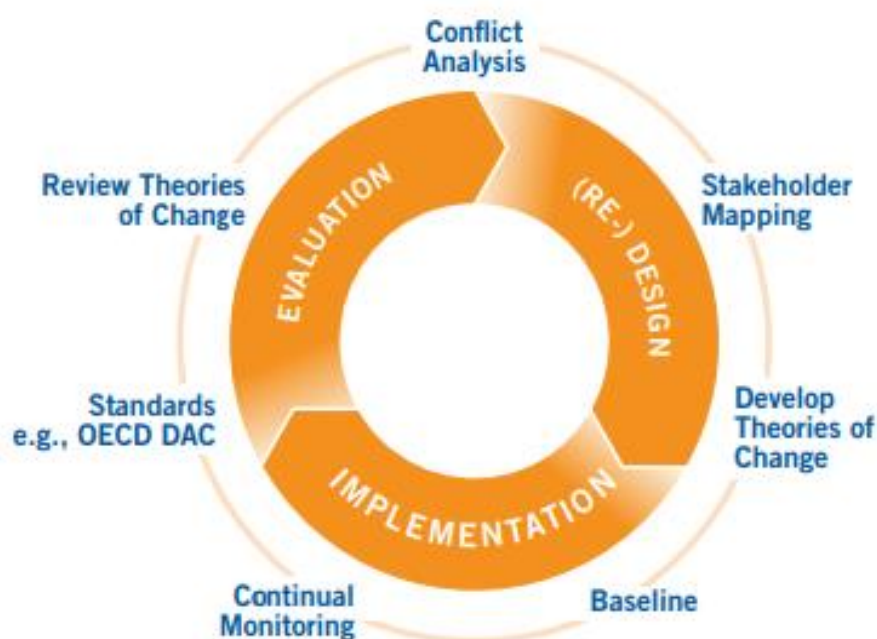 Conflict
Analysis
(RE-) DESIGN
Stakeholder
Mapping
Develop
Theories of
Change
Baseline
IMPLEMENTATION
Continual
Monitoring
Standards
e.g., OECD DAC
EVALUATION
Review Theories
of Change